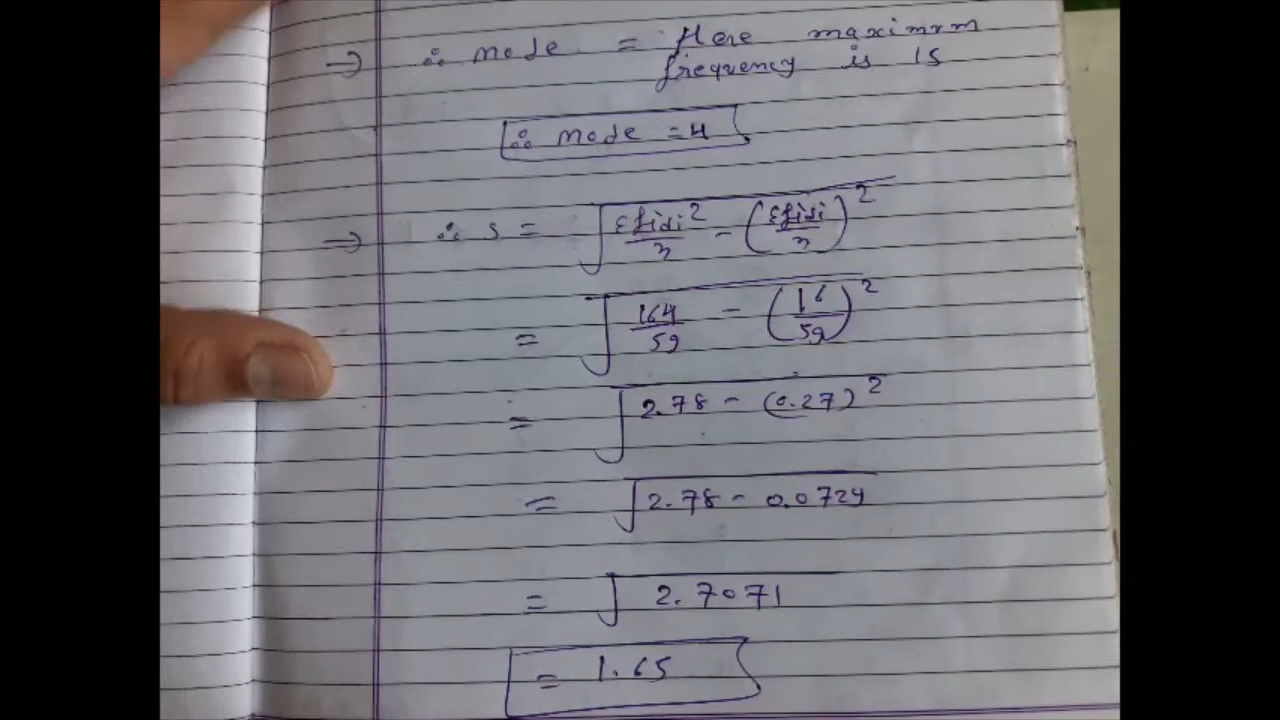 ⇒ ∴ mode = Here maximum
frequency is 15
∴ mode = 4
⇒ ∴ s = √(Σfidi²/n − (Σfidi/n)²)
= √(164/59 − (16/59)²)
= √(2.78 − (0.27)²)
= √(2.78 − 0.0729)
= √2.7071
= 1.65